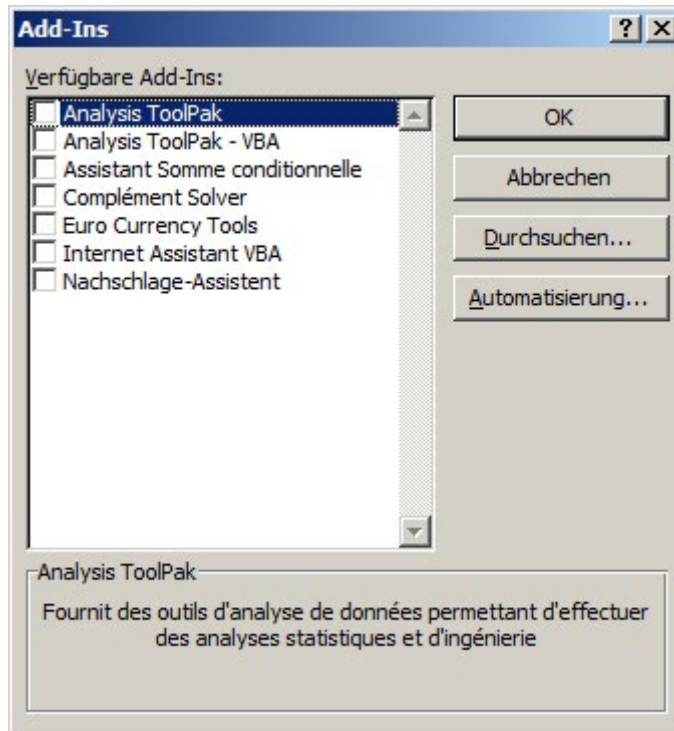 Add-Ins
Verfügbare Add-Ins:
Analysis ToolPak
Analysis ToolPak - VBA
Assistant Somme conditionnelle
Complément Solver
Euro Currency Tools
Internet Assistant VBA
Nachschlage-Assistent
OK
Abbrechen
Durchsuchen...
Automatisierung...
Analysis ToolPak
Fournit des outils d'analyse de données permettant d'effectuer
des analyses statistiques et d'ingénierie